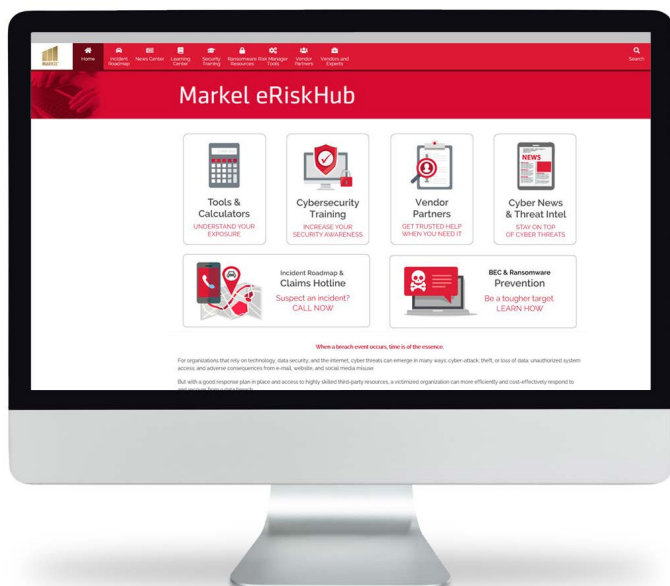 MARKEL
Home
Incident Roadmap
News Center
Learning Center
Security Training
Ransomware Resources
Risk Manager Tools
Vendor Partners
Vendors and Experts
Search
Markel eRiskHub
Tools &
Calculators
UNDERSTAND YOUR
EXPOSURE
Cybersecurity
Training
INCREASE YOUR
SECURITY AWARENESS
Vendor
Partners
GET TRUSTED HELP
WHEN YOU NEED IT
NEWS
Cyber News
& Threat Intel
STAY ON TOP
OF CYBER THREATS
Incident Roadmap &
Claims Hotline
Suspect an incident?
CALL NOW
BEC & Ransomware
Prevention
Be a tougher target.
LEARN HOW
When a breach event occurs, time is of the essence.
For organizations that rely on technology, data security, and the internet, cyber threats can emerge in many ways: cyber-attack; theft, or loss of data; unauthorized system
access; and adverse consequences from e-mail, website, and social media misuse.
But with a good response plan in place and access to highly skilled third-party resources, a victimized organization can more efficiently and cost-effectively respond to
and recover from a data breach.